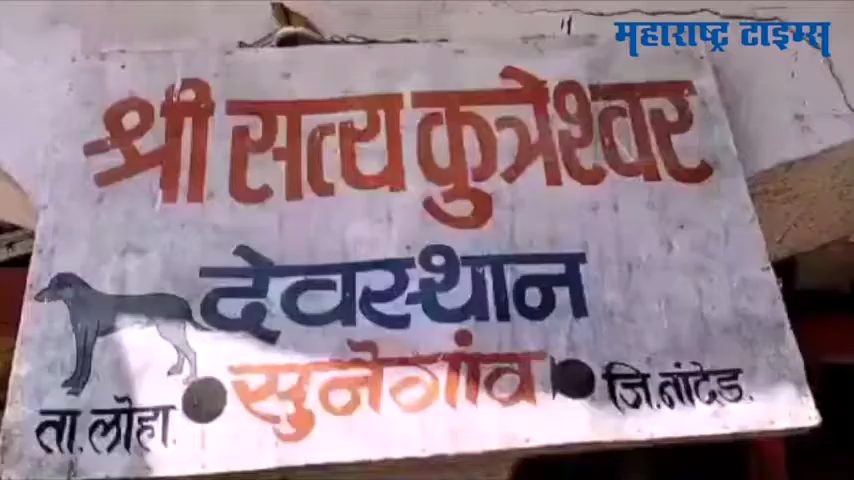 महाराष्ट्र टाइम्स
श्री सत्य कुत्रेश्वर
देवस्थान
सुनेगांव
ता.लोहा. जि.नांदेड.